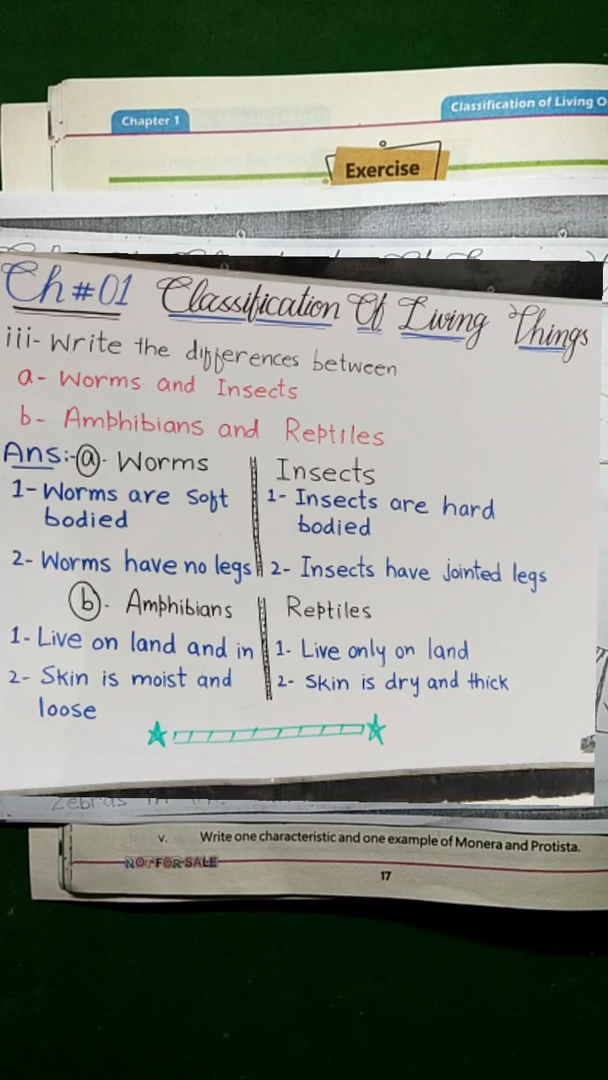 Chapter 1
Classification of Living O
Exercise
Ch # 01 Classification Of Living Things
iii- Write the differences between
a- Worms and Insects
b- Amphibians and Reptiles
Ans:- (a)- Worms
1- Worms are soft
bodied
2- Worms have no legs
Insects
1- Insects are hard
bodied
2- Insects have jointed legs
(b)- Amphibians
1- Live on land and in
2- Skin is moist and
loose
Reptiles
1- Live only on land
2- Skin is dry and thick
Zebras in
v. Write one characteristic and one example of Monera and Protista.
NOT FOR SALE
17